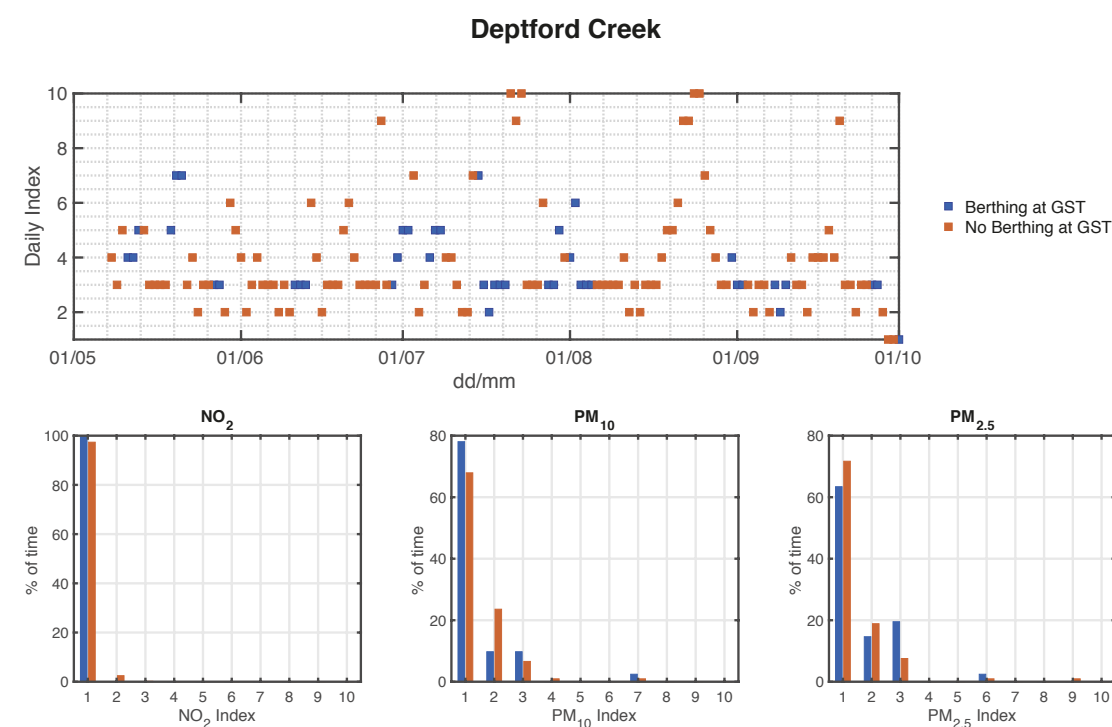 Deptford Creek
Daily Index
10
8
6
4
2
01/05 01/06 01/07 01/08 01/09 01/10
dd/mm
Berthing at GST
No Berthing at GST
NO2
% of time
100
80
60
40
20
0
1 2 3 4 5 6 7 8 9 10
NO2 Index
PM10
% of time
80
60
40
20
0
1 2 3 4 5 6 7 8 9 10
PM10 Index
PM2.5
% of time
80
60
40
20
0
1 2 3 4 5 6 7 8 9 10
PM2.5 Index